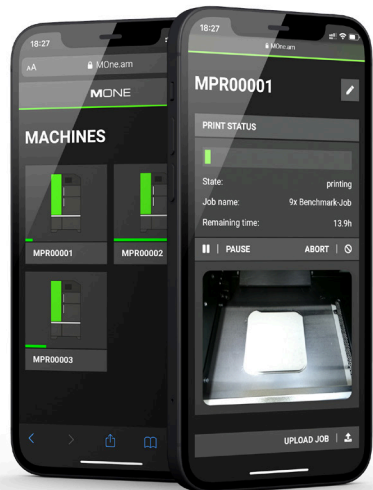 18:27
AA
MOne.am
MONE
MACHINES
MPR00001
MPR00002
MPR00003
18:27
MOne.am
MPR00001
PRINT STATUS
State:
printing
Job name:
9x Benchmark-Job
Remaining time:
13.9h
PAUSE
ABORT
UPLOAD JOB